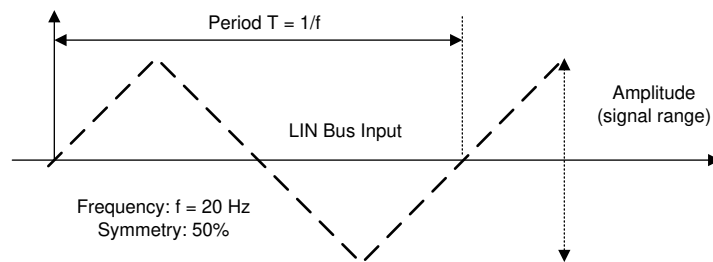 Period T = 1/f
Amplitude
(signal range)
LIN Bus Input
Frequency: f = 20 Hz
Symmetry: 50%